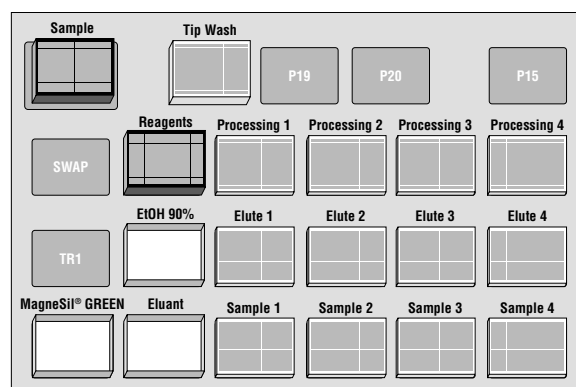 Sample Tip Wash
P19 P20 P15
Reagents Processing 1 Processing 2 Processing 3 Processing 4
SWAP
EtOH 90% Elute 1 Elute 2 Elute 3 Elute 4
TR1
MagneSil® GREEN Eluant Sample 1 Sample 2 Sample 3 Sample 4